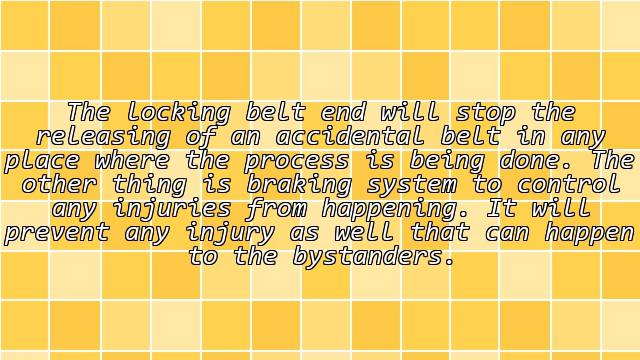 The locking belt end will stop the
releasing of an accidental belt in any
place where the process is being done. The
other thing is braking system to control
any injuries from happening. It will
prevent any injury as well that can happen
to the bystanders.